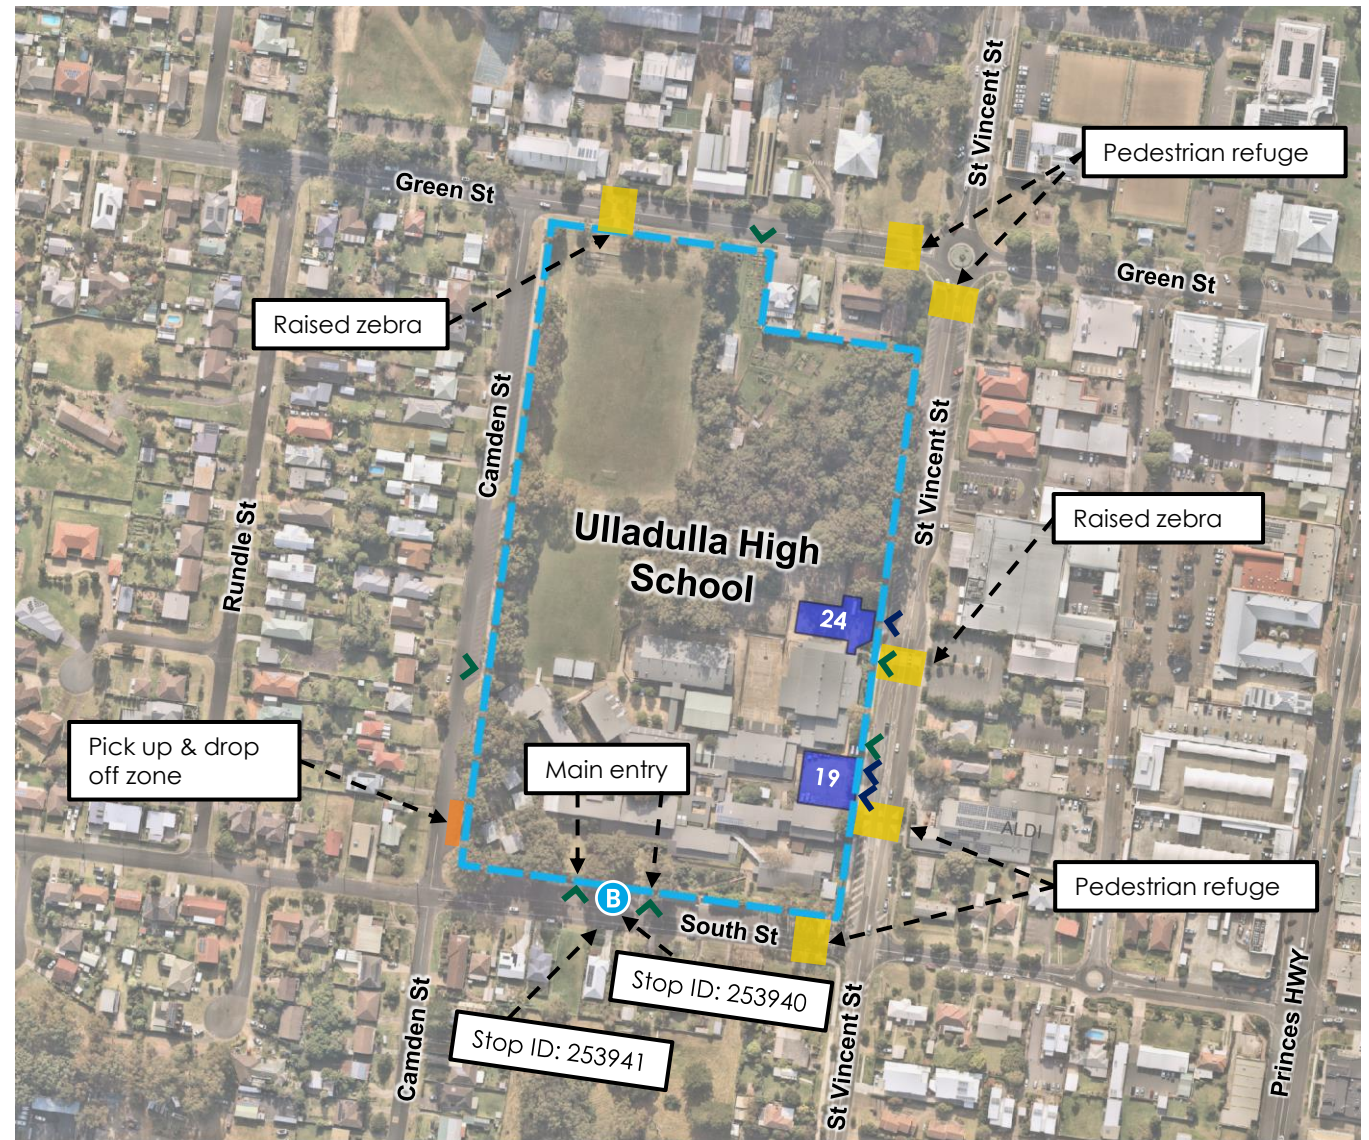 St Vincent St
Pedestrian refuge
Green St
Green St
Raised zebra
Camden St
St Vincent St
Raised zebra
Rundle St
Ulladulla High
School
24
Pick up & drop
off zone
Main entry
19
ALDI
Pedestrian refuge
B
South St
Stop ID: 253940
Stop ID: 253941
Camden St
St Vincent St
Princes HWY